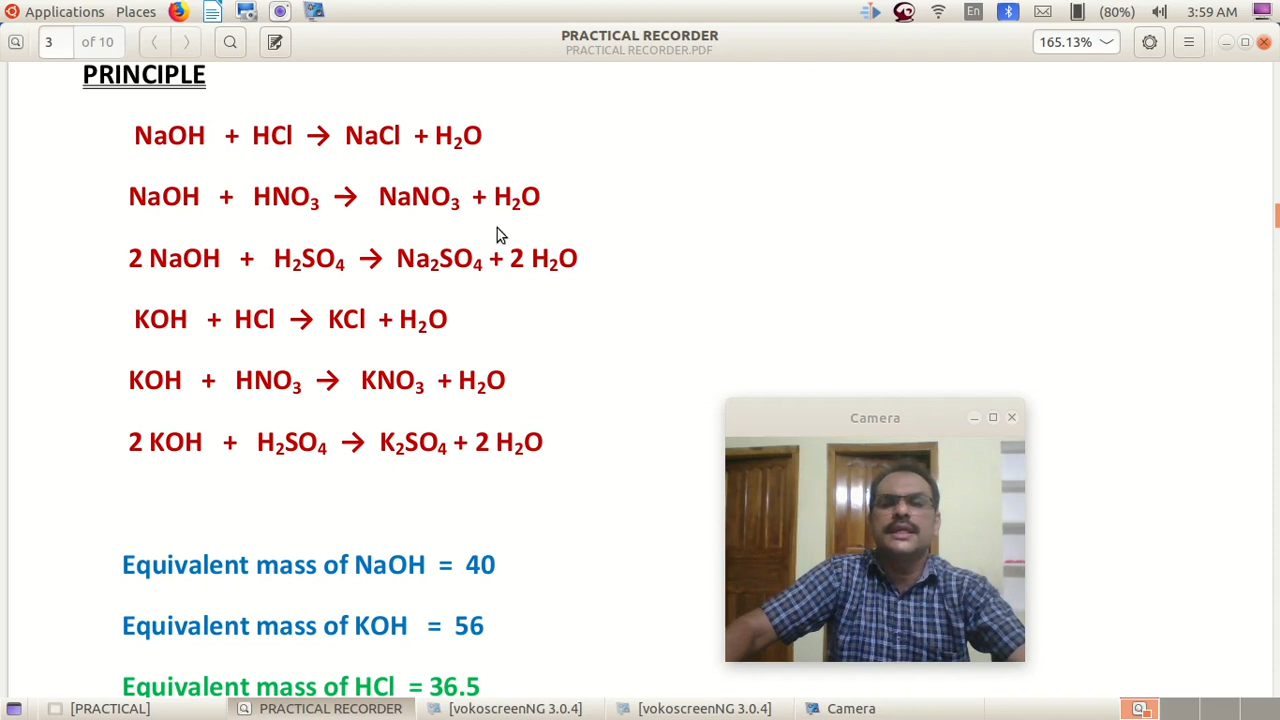 Applications Places En (80%) 3:59 AM
3 of 10 PRACTICAL RECORDER 165.13%
PRACTICAL RECORDER.PDF
PRINCIPLE
NaOH + HCl → NaCl + H₂O
NaOH + HNO₃ → NaNO₃ + H₂O
2 NaOH + H₂SO₄ → Na₂SO₄ + 2 H₂O
KOH + HCl → KCl + H₂O
KOH + HNO₃ → KNO₃ + H₂O
2 KOH + H₂SO₄ → K₂SO₄ + 2 H₂O
Camera
Equivalent mass of NaOH = 40
Equivalent mass of KOH = 56
Equivalent mass of HCl = 36.5
[PRACTICAL] PRACTICAL RECORDER [vokoscreenNG 3.0.4] [vokoscreenNG 3.0.4] Camera